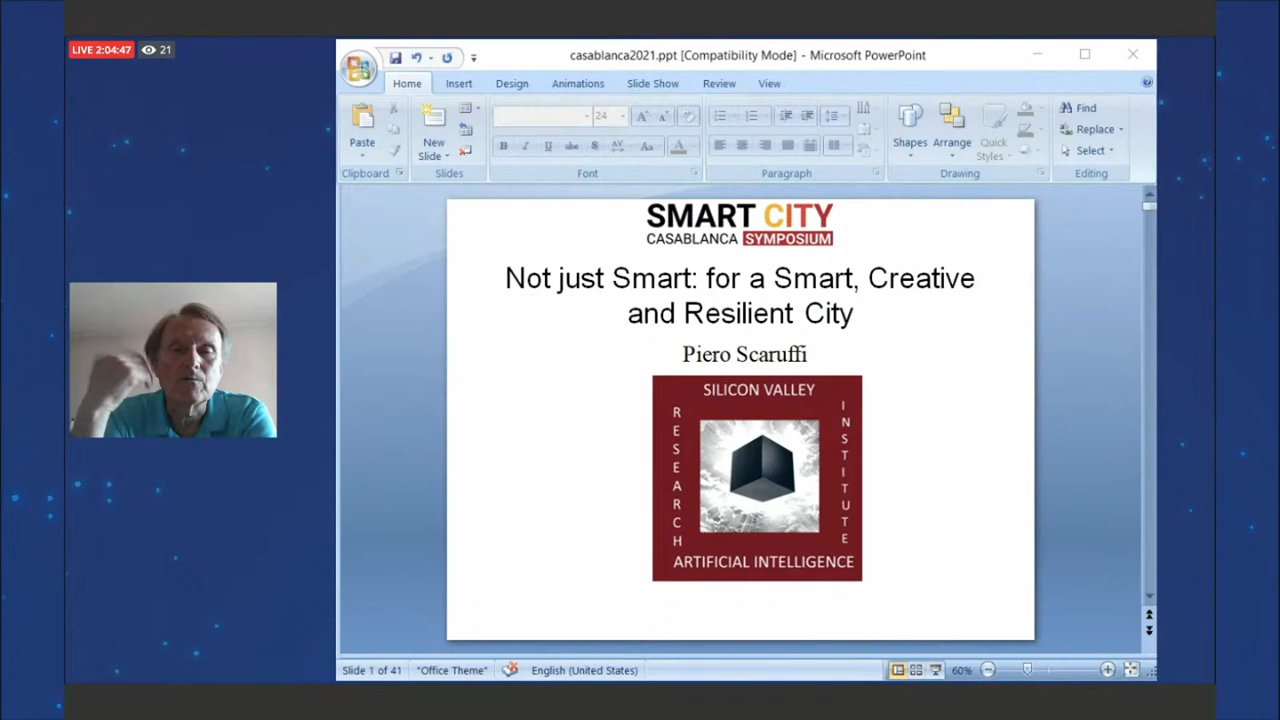 LIVE 2:04:47
21
casablanca2021.ppt [Compatibility Mode] - Microsoft PowerPoint
Home Insert Design Animations Slide Show Review View
Paste
New
Slide
24
B I U abc S AV Aa A
Shapes
Arrange
Quick
Styles
Find
Replace
Select
Clipboard Slides Font Paragraph Drawing Editing
SMART CITY
CASABLANCA SYMPOSIUM
Not just Smart: for a Smart, Creative
and Resilient City
Piero Scaruffi
SILICON VALLEY
RESEARCH
INSTITUTE
ARTIFICIAL INTELLIGENCE
Slide 1 of 41 "Office Theme" English (United States) 60%